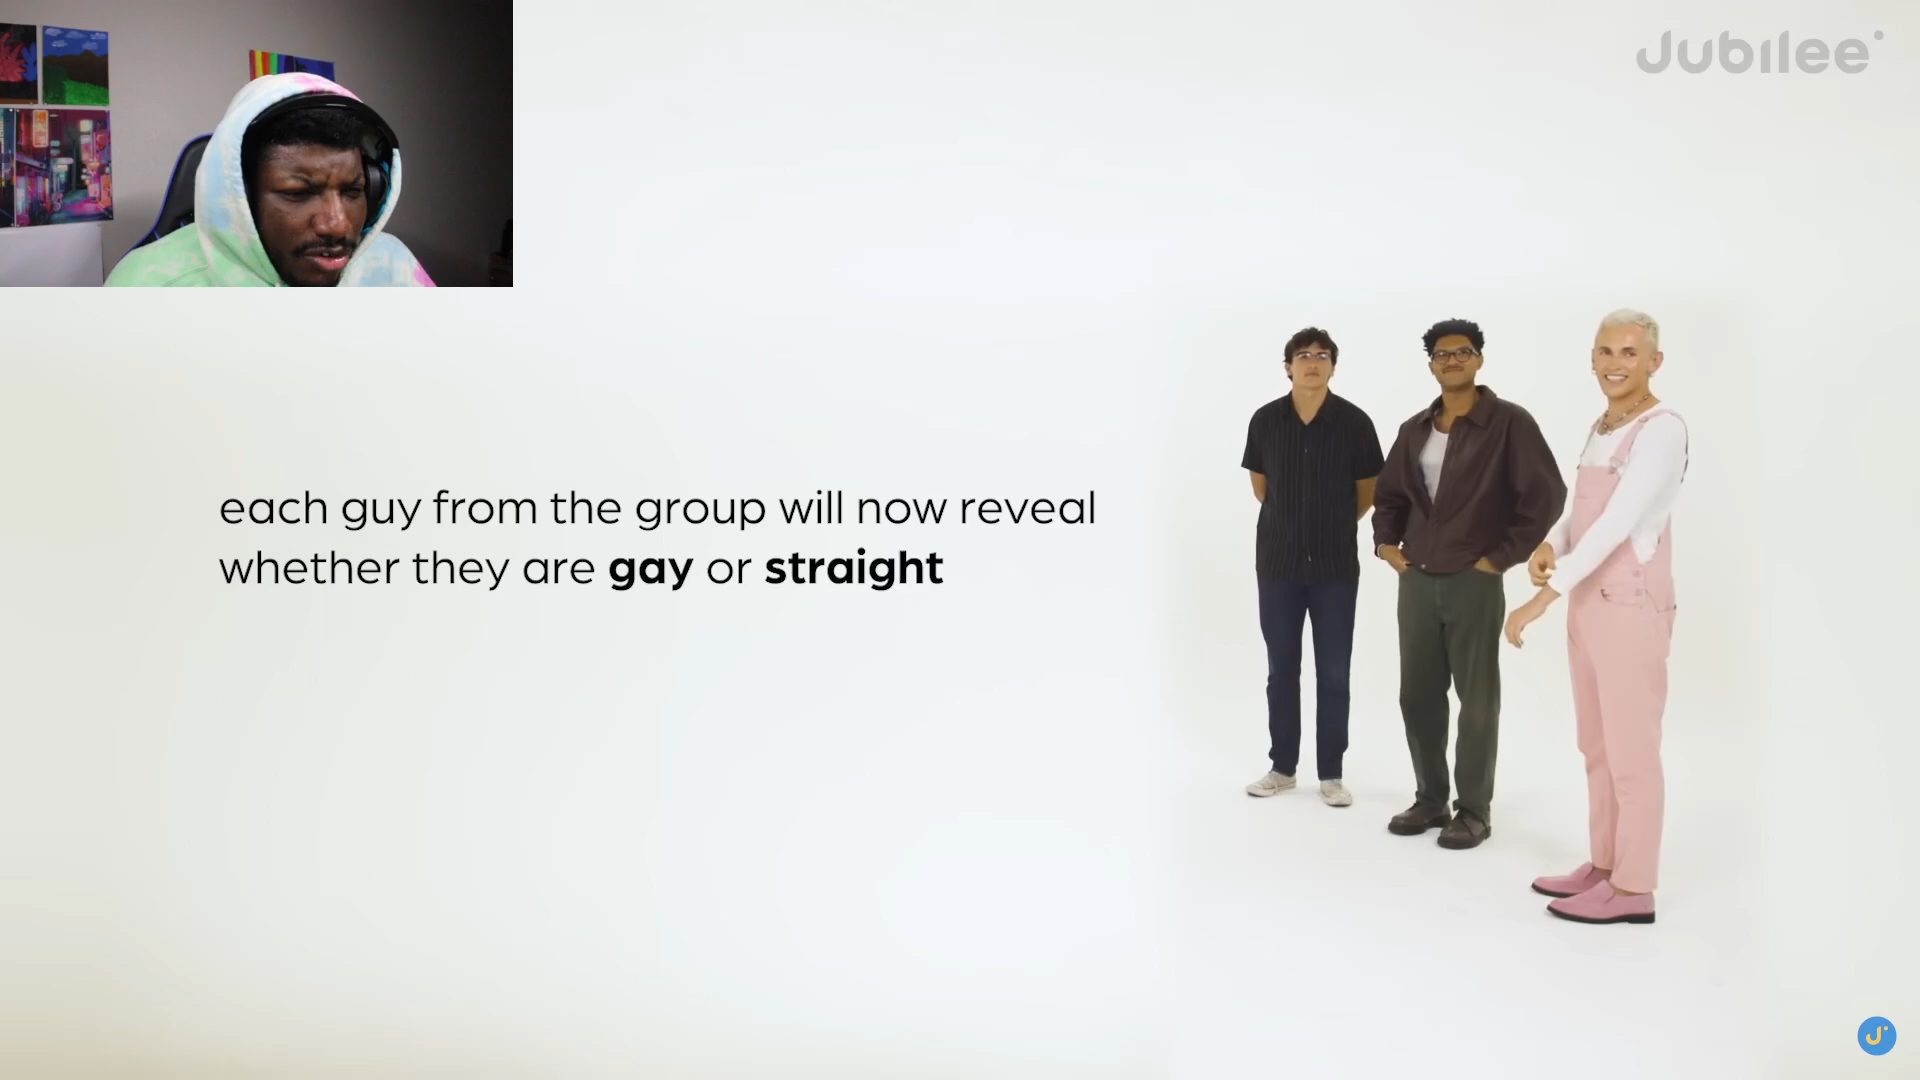 Jubilee
each guy from the group will now reveal
whether they are gay or straight
J